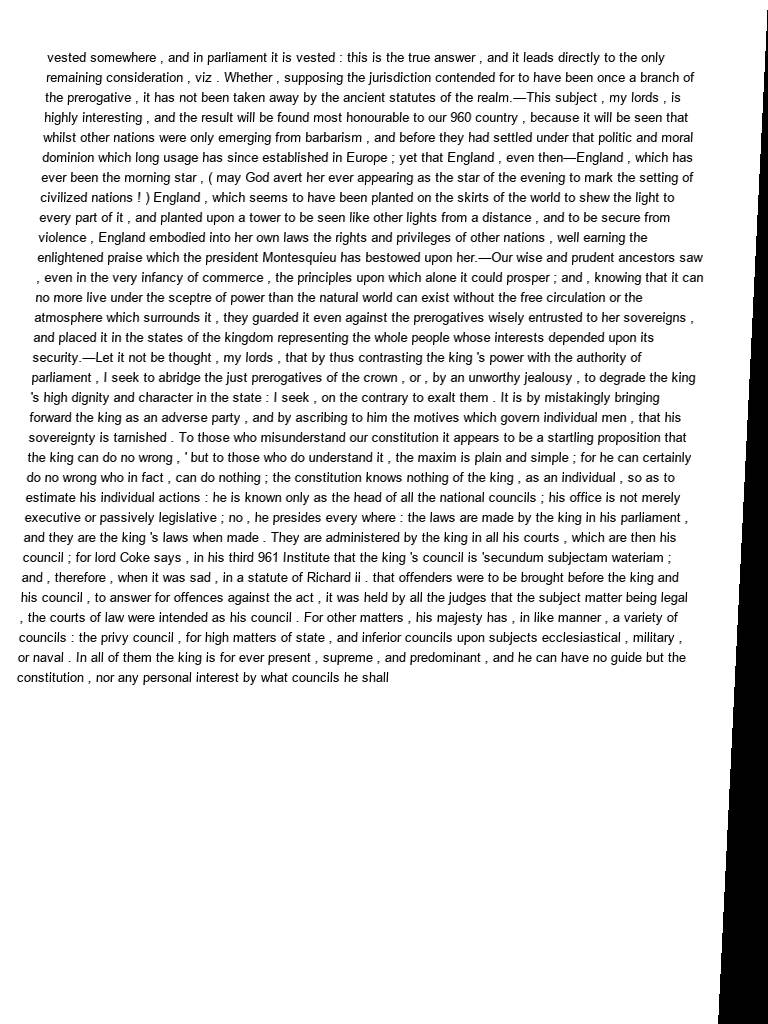 vested somewhere , and in parliament it is vested : this is the true answer , and it leads directly to the only
remaining consideration , viz . Whether , supposing the jurisdiction contended for to have been once a branch of
the prerogative , it has not been taken away by the ancient statutes of the realm.—This subject , my lords , is
highly interesting , and the result will be found most honourable to our 960 country , because it will be seen that
whilst other nations were only emerging from barbarism , and before they had settled under that politic and moral
dominion which long usage has since established in Europe ; yet that England , even then—England , which has
ever been the morning star , ( may God avert her ever appearing as the star of the evening to mark the setting of
civilized nations ! ) England , which seems to have been planted on the skirts of the world to shew the light to
every part of it , and planted upon a tower to be seen like other lights from a distance , and to be secure from
violence , England embodied into her own laws the rights and privileges of other nations , well earning the
enlightened praise which the president Montesquieu has bestowed upon her.—Our wise and prudent ancestors saw
, even in the very infancy of commerce , the principles upon which alone it could prosper ; and , knowing that it can
no more live under the sceptre of power than the natural world can exist without the free circulation or the
atmosphere which surrounds it , they guarded it even against the prerogatives wisely entrusted to her sovereigns ,
and placed it in the states of the kingdom representing the whole people whose interests depended upon its
security.—Let it not be thought , my lords , that by thus contrasting the king 's power with the authority of
parliament , I seek to abridge the just prerogatives of the crown , or , by an unworthy jealousy , to degrade the king
's high dignity and character in the state : I seek , on the contrary to exalt them . It is by mistakingly bringing
forward the king as an adverse party , and by ascribing to him the motives which govern individual men , that his
sovereignty is tarnished . To those who misunderstand our constitution it appears to be a startling proposition that
the king can do no wrong , ' but to those who do understand it , the maxim is plain and simple ; for he can certainly
do no wrong who in fact , can do nothing ; the constitution knows nothing of the king , as an individual , so as to
estimate his individual actions : he is known only as the head of all the national councils ; his office is not merely
executive or passively legislative ; no , he presides every where : the laws are made by the king in his parliament ,
and they are the king 's laws when made . They are administered by the king in all his courts , which are then his
council ; for lord Coke says , in his third 961 Institute that the king 's council is 'secundum subjectam wateriam ;
and , therefore , when it was sad , in a statute of Richard ii . that offenders were to be brought before the king and
his council , to answer for offences against the act , it was held by all the judges that the subject matter being legal
, the courts of law were intended as his council . For other matters , his majesty has , in like manner , a variety of
councils : the privy council , for high matters of state , and inferior councils upon subjects ecclesiastical , military ,
or naval . In all of them the king is for ever present , supreme , and predominant , and he can have no guide but the
constitution , nor any personal interest by what councils he shall